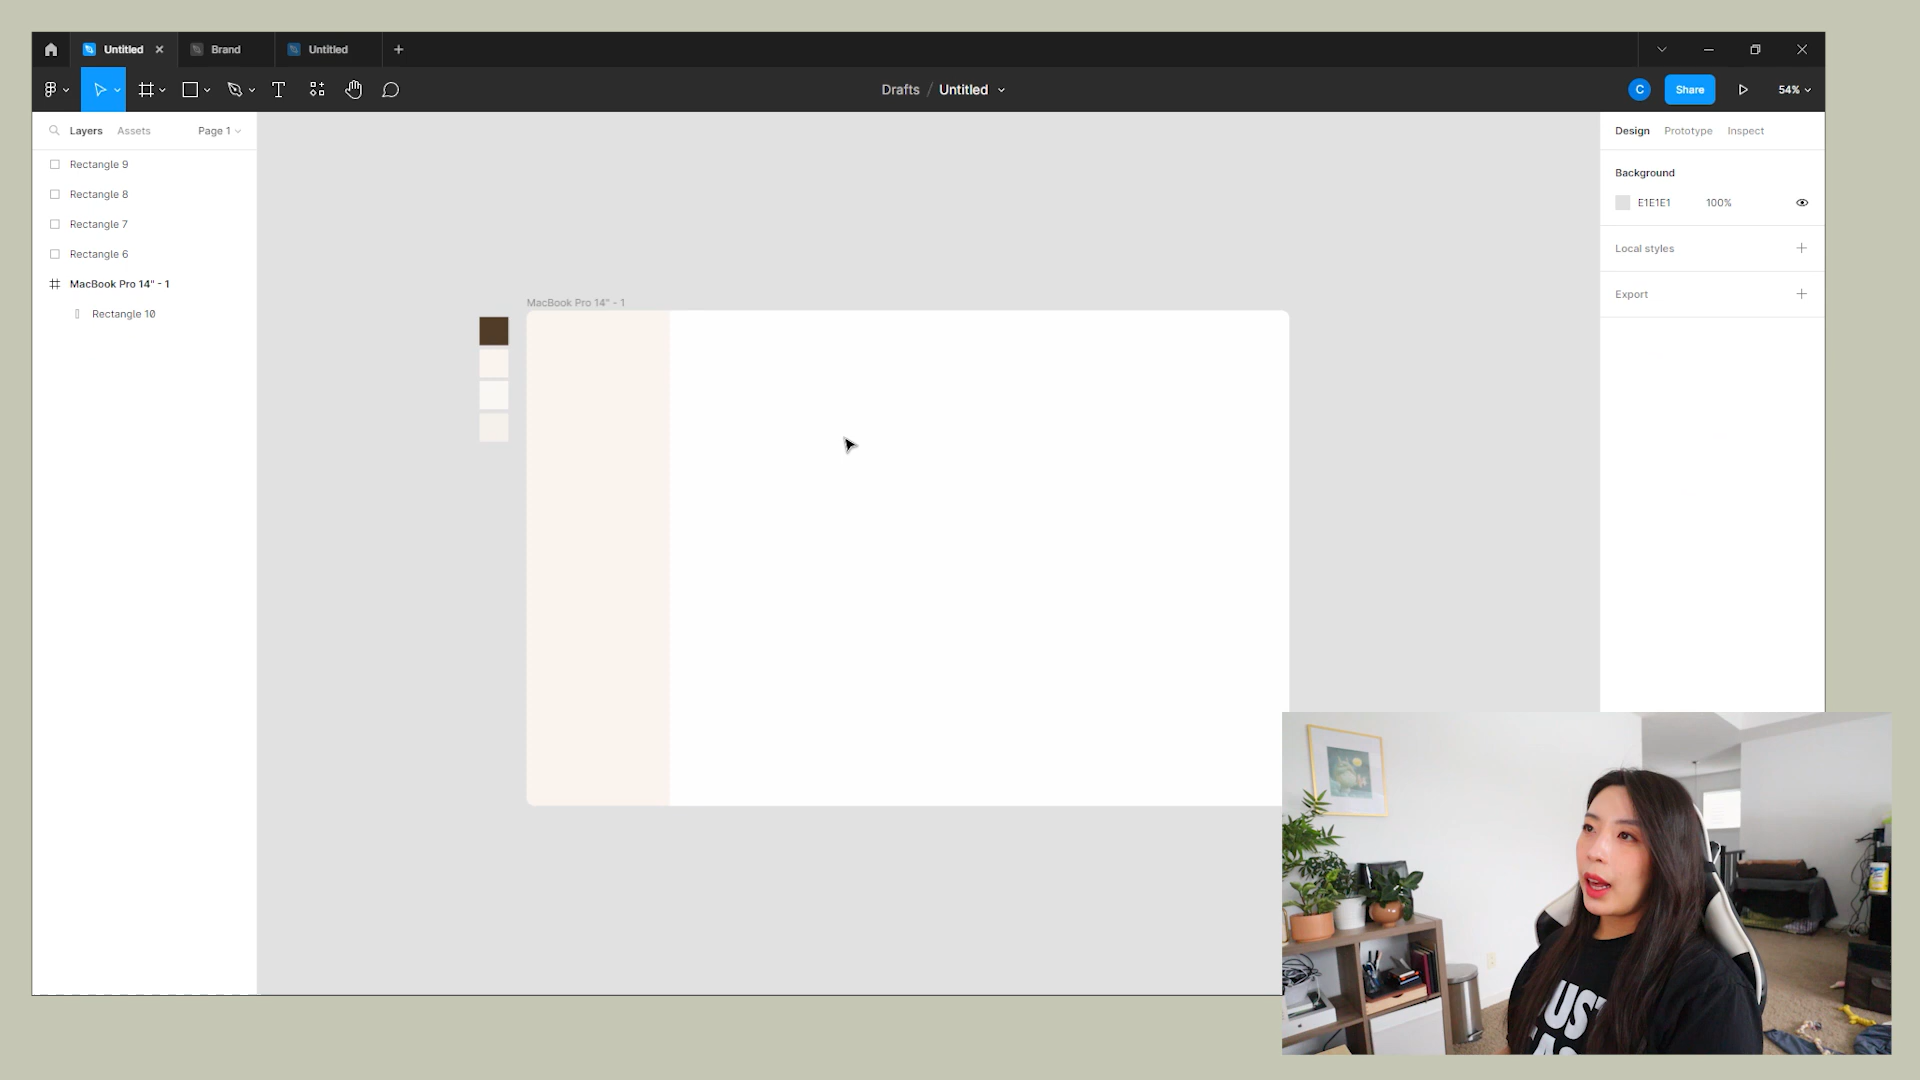 Untitled
Brand
Untitled
Drafts / Untitled
C
Share
54%
Layers
Assets
Page 1
Rectangle 9
Rectangle 8
Rectangle 7
Rectangle 6
MacBook Pro 14" - 1
Rectangle 10
MacBook Pro 14" - 1
Design
Prototype
Inspect
Background
E1E1E1
100%
Local styles
+
Export
+